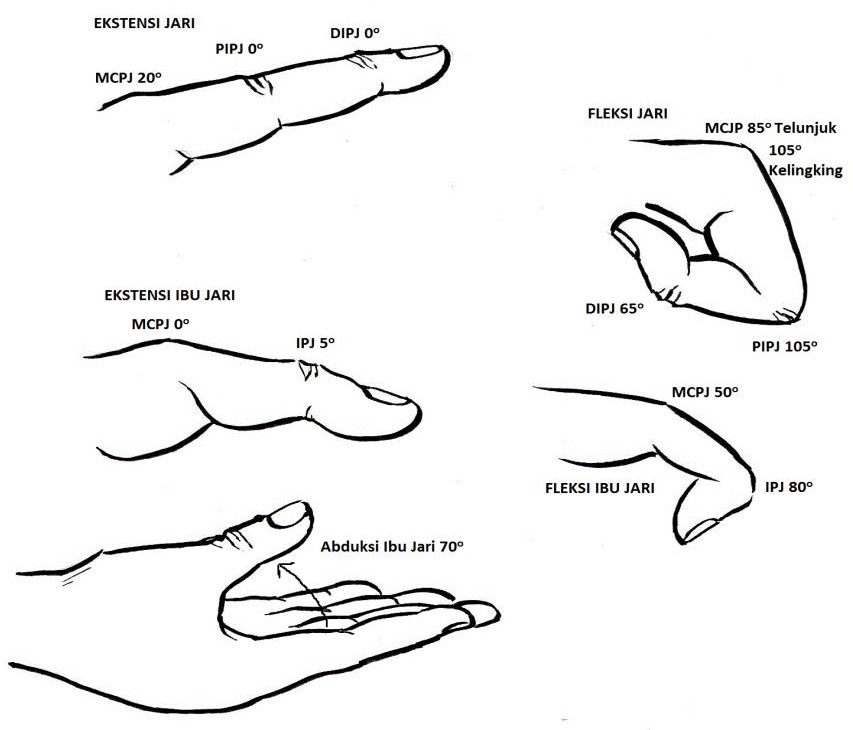 EKSTENSI JARI
DIPJ 0°
PIPJ 0°
MCPJ 20°
FLEKSI JARI
MCJP 85° Telunjuk
105°
Kelingking
DIPJ 65°
PIPJ 105°
EKSTENSI IBU JARI
MCPJ 0°
IPJ 5°
MCPJ 50°
FLEKSI IBU JARI
IPJ 80°
Abduksi Ibu Jari 70°